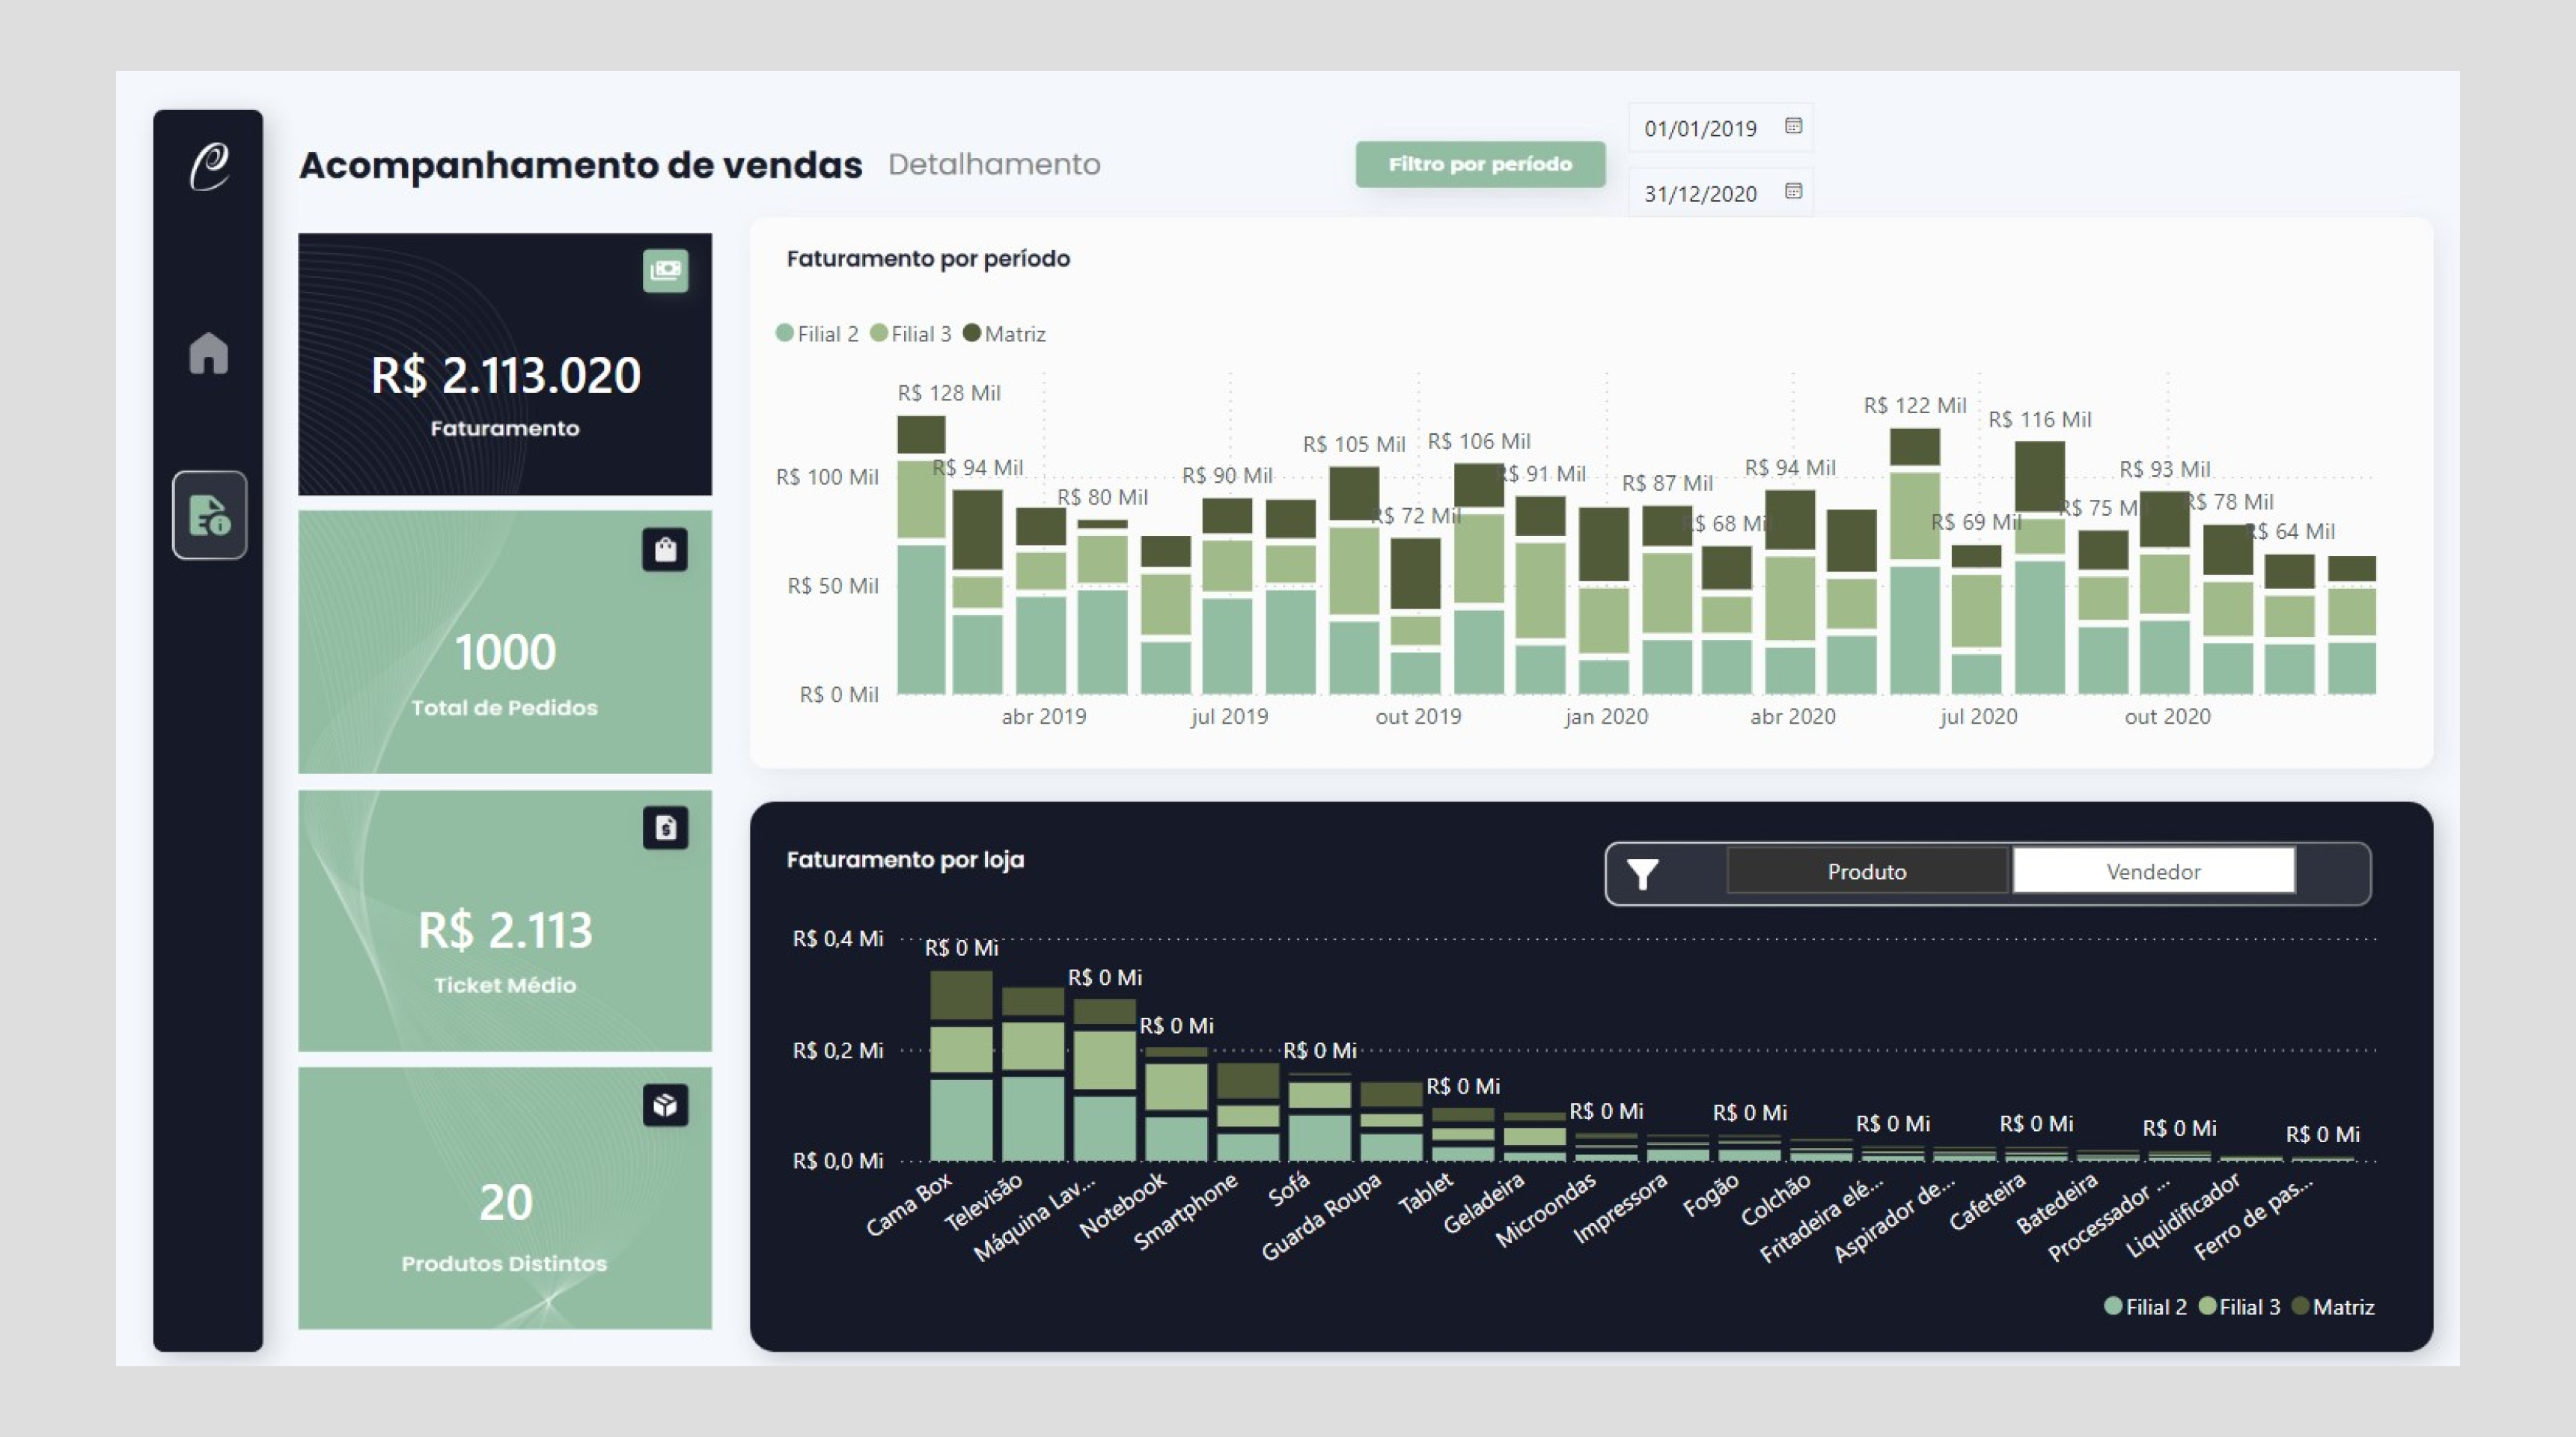 Acompanhamento de vendas Detalhamento
Filtro por período
01/01/2019
31/12/2020
R$ 2.113.020
Faturamento
1000
Total de Pedidos
R$ 2.113
Ticket Médio
20
Produtos Distintos
Faturamento por período
Filial 2 Filial 3 Matriz
R$ 128 Mil
R$ 94 Mil
R$ 80 Mil
R$ 90 Mil
R$ 105 Mil
R$ 72 Mil
R$ 106 Mil
R$ 91 Mil
R$ 87 Mil
R$ 68 Mil
R$ 94 Mil
R$ 122 Mil
R$ 69 Mil
R$ 116 Mil
R$ 75 Mil
R$ 93 Mil
R$ 78 Mil
R$ 64 Mil
R$ 100 Mil
R$ 50 Mil
R$ 0 Mil
abr 2019 jul 2019 out 2019 jan 2020 abr 2020 jul 2020 out 2020
Faturamento por loja
Produto Vendedor
R$ 0,4 Mi
R$ 0,2 Mi
R$ 0,0 Mi
R$ 0 Mi
R$ 0 Mi
R$ 0 Mi
R$ 0 Mi
R$ 0 Mi
R$ 0 Mi
R$ 0 Mi
R$ 0 Mi
R$ 0 Mi
R$ 0 Mi
R$ 0 Mi
Cama Box
Televisão
Máquina Lav...
Notebook
Smartphone
Sofá
Guarda Roupa
Tablet
Geladeira
Microondas
Impressora
Fogão
Colchão
Fritadeira elé...
Aspirador de...
Cafeteira
Batedeira
Processador ...
Liquidificador
Ferro de pas...
Filial 2 Filial 3 Matriz